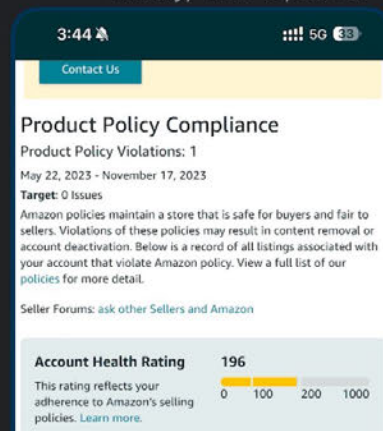 3:44
5G 33
Contact Us
Product Policy Compliance
Product Policy Violations: 1
May 22, 2023 - November 17, 2023
Target: 0 Issues
Amazon policies maintain a store that is safe for buyers and fair to
sellers. Violations of these policies may result in content removal or
account deactivation. Below is a record of all listings associated with
your account that violate Amazon policy. View a full list of our
policies for more detail.
Seller Forums: ask other Sellers and Amazon
Account Health Rating 196
This rating reflects your
adherence to Amazon's selling
policies. Learn more.
0 100 200 1000